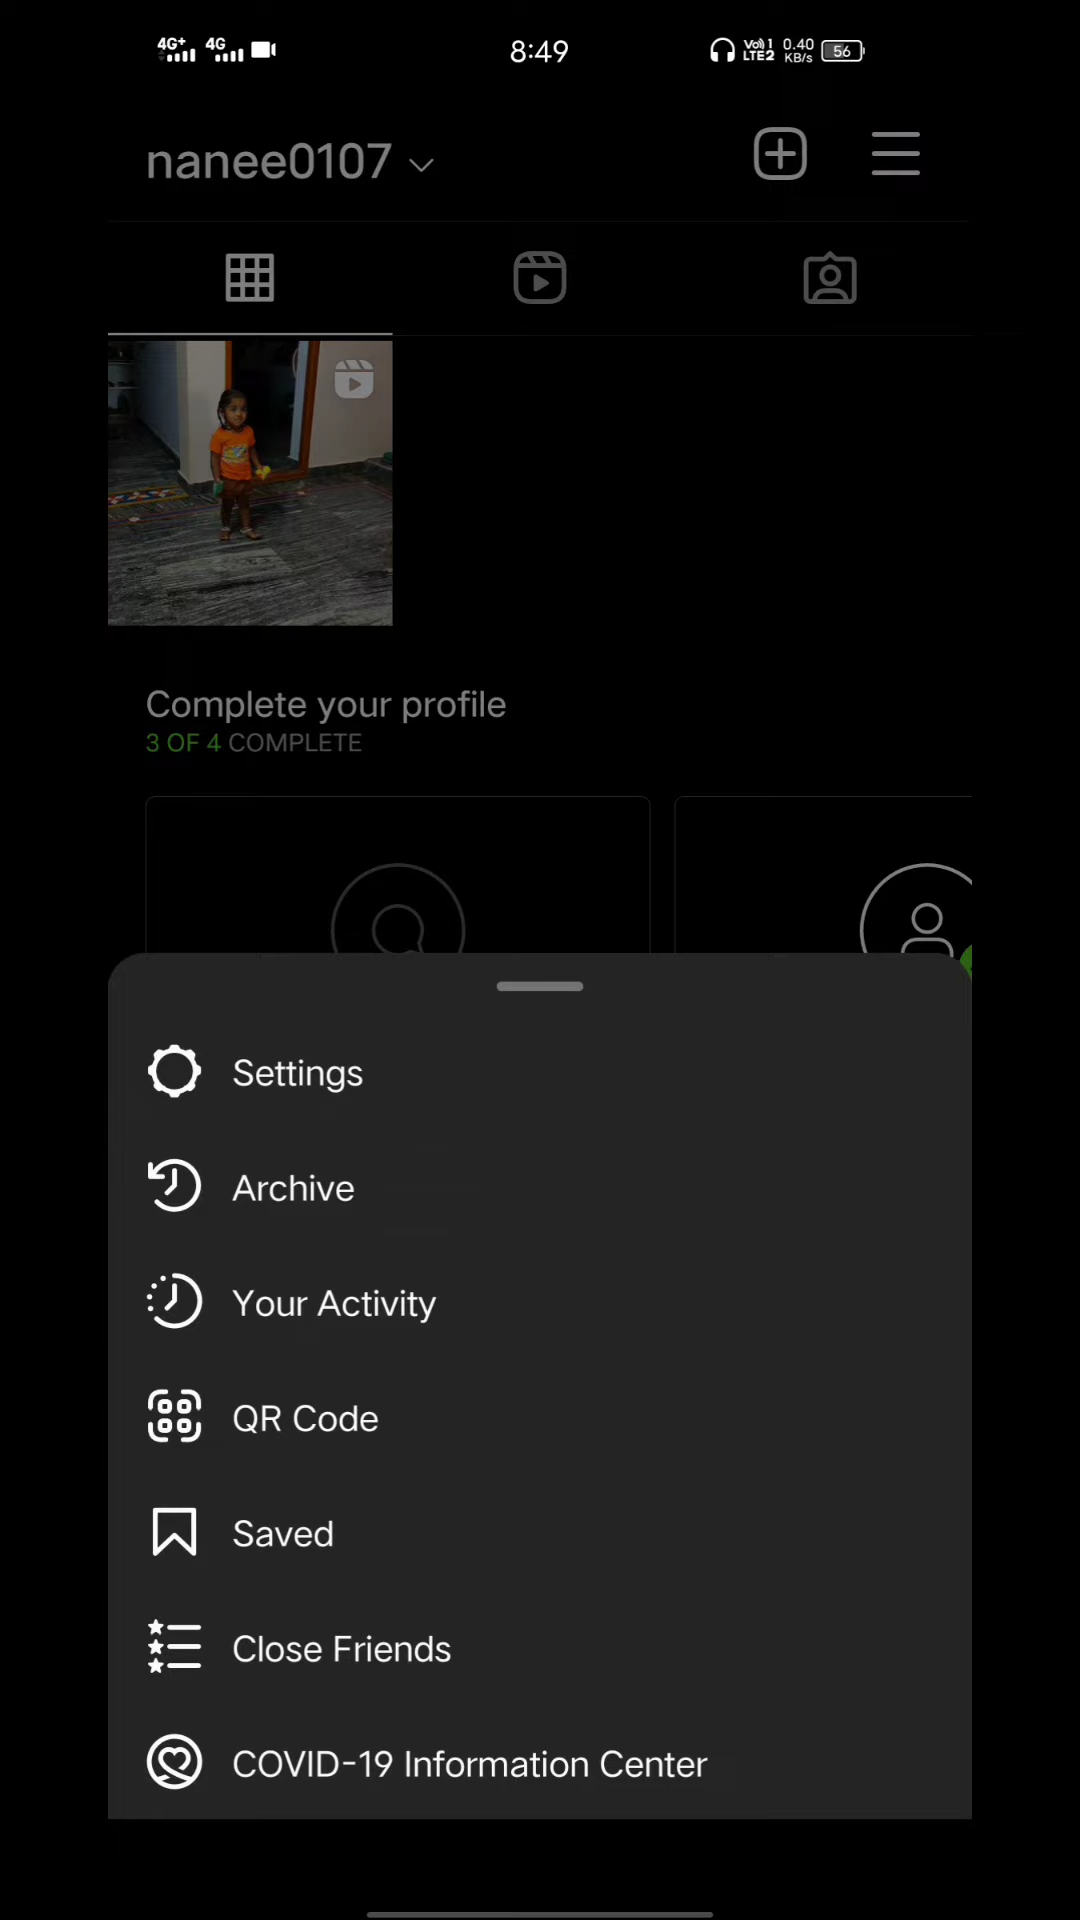 4G+ 4G 8:49 Vo)) 1 LTE2 0.40 KB/s 56
nanee0107
Complete your profile
3 OF 4 COMPLETE
Settings
Archive
Your Activity
QR Code
Saved
Close Friends
COVID-19 Information Center